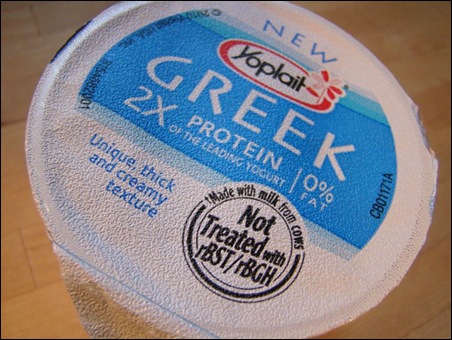 NEW
Yoplait
GREEK
2X PROTEIN
OF THE LEADING YOGURT
0%
FAT
Unique, thick
and creamy
texture
Made with milk from cows
Not
Treated with
rBST/rBGH
CB01171A